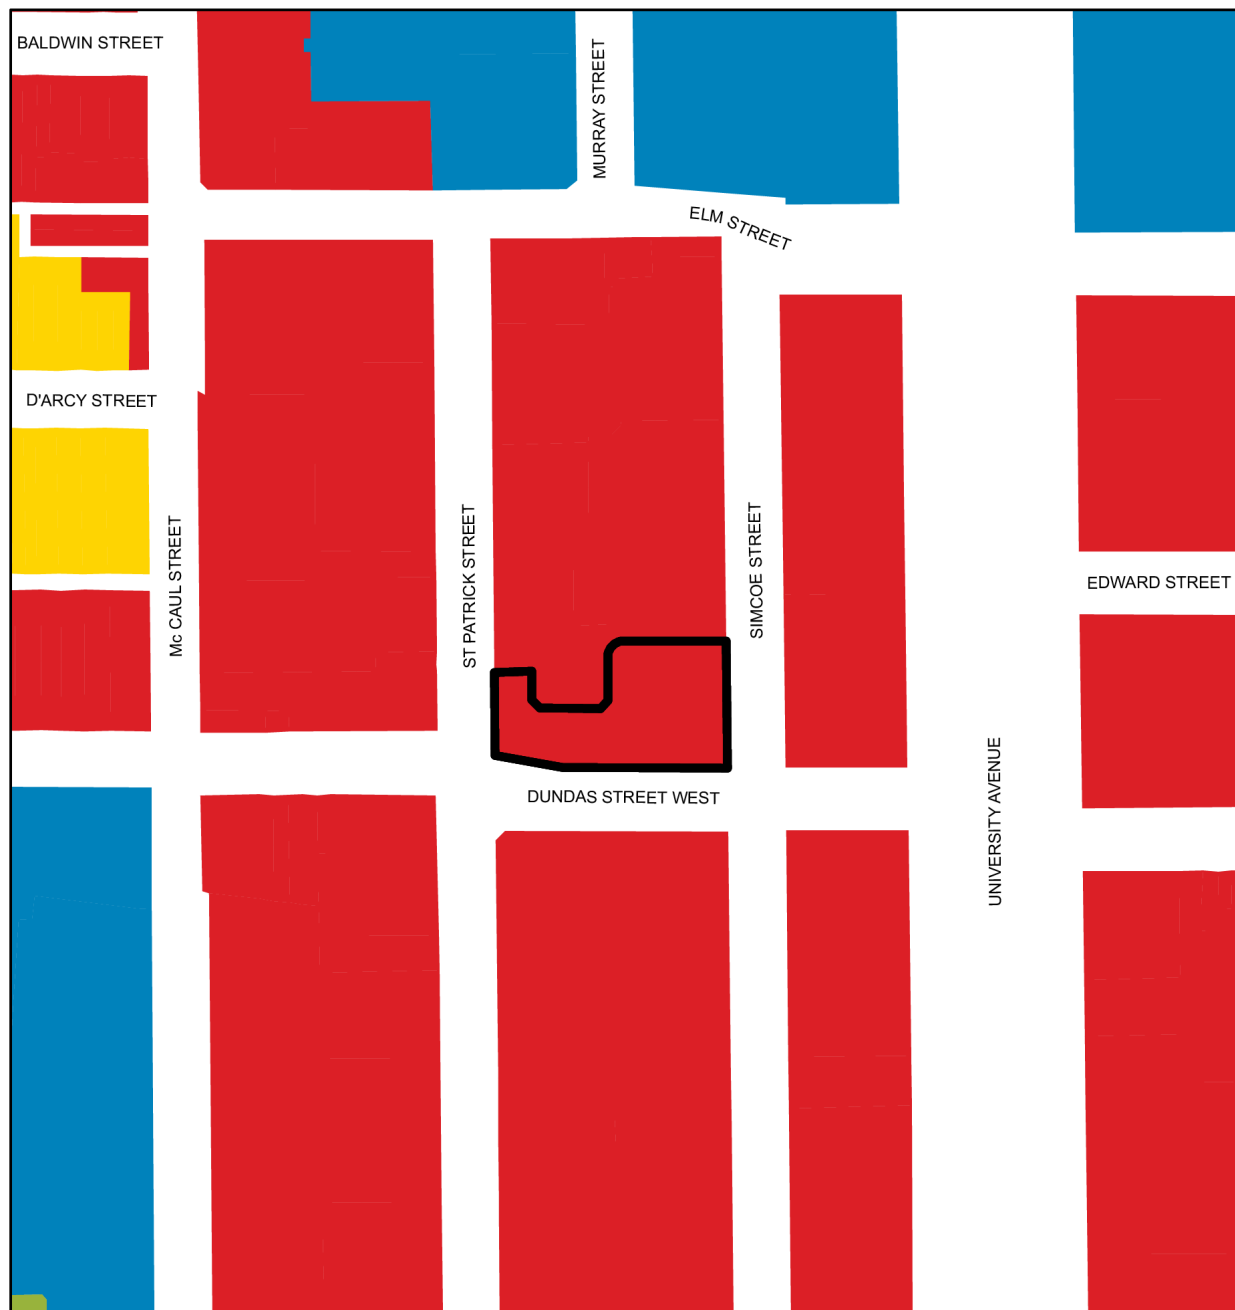 BALDWIN STREET
MURRAY STREET
ELM STREET
D'ARCY STREET
Mc CAUL STREET
ST PATRICK STREET
SIMCOE STREET
EDWARD STREET
UNIVERSITY AVENUE
DUNDAS STREET WEST